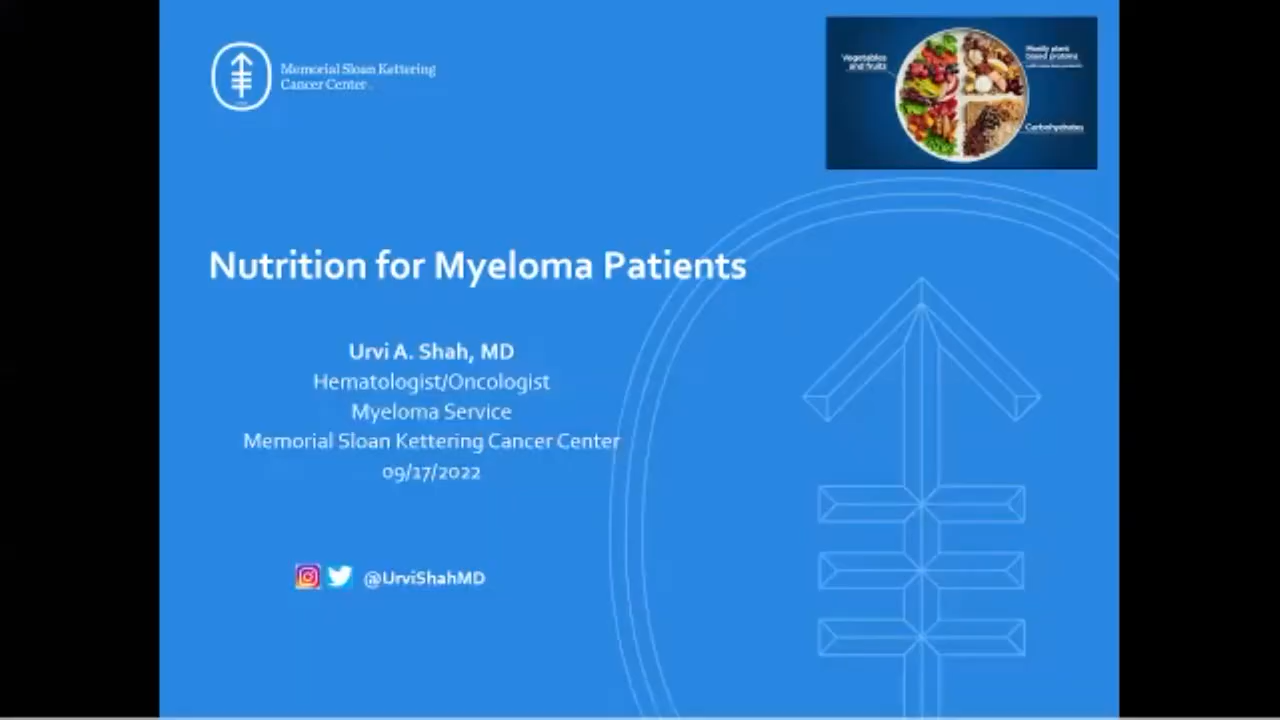 Memorial Sloan Kettering
Cancer Center
Vegetables
and fruits
Mostly plant
based proteins
Carbohydrates
Nutrition for Myeloma Patients
Urvi A. Shah, MD
Hematologist/Oncologist
Myeloma Service
Memorial Sloan Kettering Cancer Center
09/17/2022
@UrviShahMD